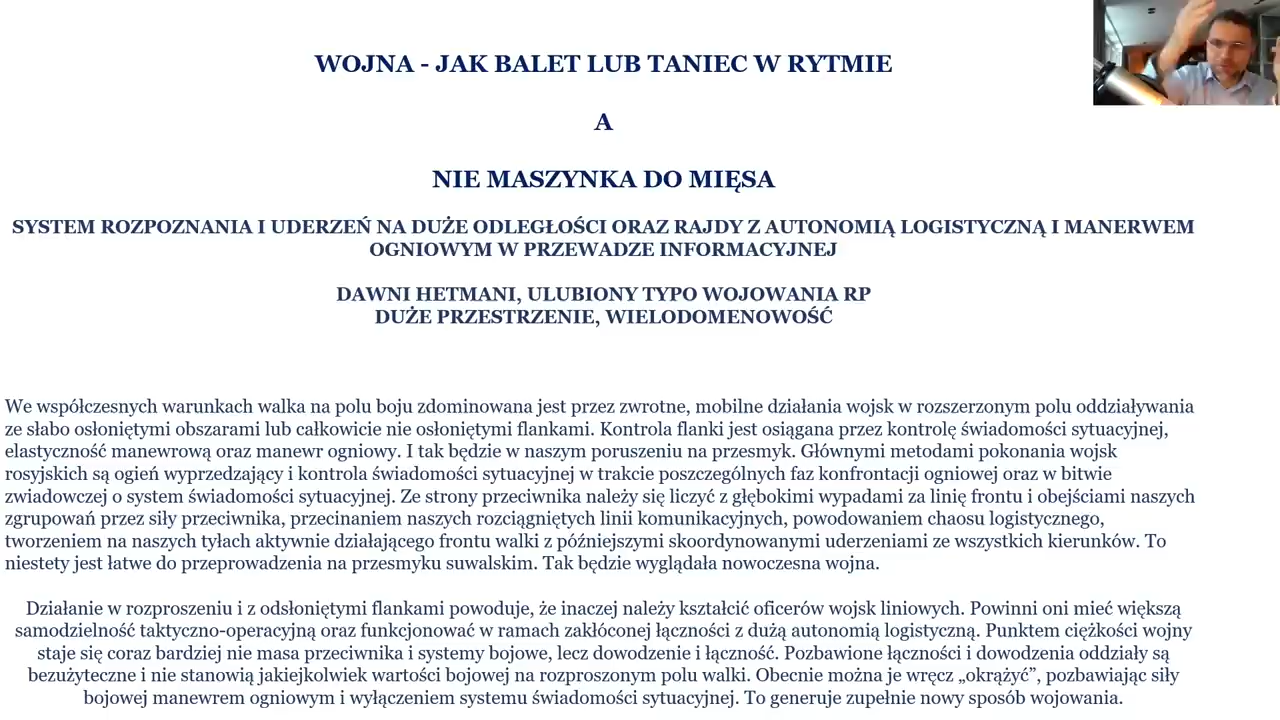 WOJNA - JAK BALET LUB TANIEC W RYTMIE
A
NIE MASZYNKA DO MIĘSA
SYSTEM ROZPOZNANIA I UDERZEŃ NA DUŻE ODLEGŁOŚCI ORAZ RAJDY Z AUTONOMIĄ LOGISTYCZNĄ I MANERWEM
OGNIOWYM W PRZEWADZE INFORMACYJNEJ
DAWNI HETMANI, ULUBIONY TYPO WOJOWANIA RP
DUŻE PRZESTRZENIE, WIELODOMENOWOŚĆ
We współczesnych warunkach walka na polu boju zdominowana jest przez zwrotne, mobilne działania wojsk w rozszerzonym polu oddziaływania
ze słabo osłoniętymi obszarami lub całkowicie nie osłoniętymi flankami. Kontrola flanki jest osiągana przez kontrolę świadomości sytuacyjnej,
elastyczność manewrową oraz manewr ogniowy. I tak będzie w naszym poruszeniu na przesmyk. Głównymi metodami pokonania wojsk
rosyjskich są ogień wyprzedzający i kontrola świadomości sytuacyjnej w trakcie poszczególnych faz konfrontacji ogniowej oraz w bitwie
zwiadowczej o system świadomości sytuacyjnej. Ze strony przeciwnika należy się liczyć z głębokimi wypadami za linię frontu i obejściami naszych
zgrupowań przez siły przeciwnika, przecinaniem naszych rozciągniętych linii komunikacyjnych, powodowaniem chaosu logistycznego,
tworzeniem na naszych tyłach aktywnie działającego frontu walki z późniejszymi skoordynowanymi uderzeniami ze wszystkich kierunków. To
niestety jest łatwe do przeprowadzenia na przesmyku suwalskim. Tak będzie wyglądała nowoczesna wojna.
Działanie w rozproszeniu i z odsłoniętymi flankami powoduje, że inaczej należy kształcić oficerów wojsk liniowych. Powinni oni mieć większą
samodzielność taktyczno-operacyjną oraz funkcjonować w ramach zakłóconej łączności z dużą autonomią logistyczną. Punktem ciężkości wojny
staje się coraz bardziej nie masa przeciwnika i systemy bojowe, lecz dowodzenie i łączność. Pozbawione łączności i dowodzenia oddziały są
bezużyteczne i nie stanowią jakiejkolwiek wartości bojowej na rozproszonym polu walki. Obecnie można je wręcz „okrążyć”, pozbawiając siły
bojowej manewrem ogniowym i wyłączeniem systemu świadomości sytuacyjnej. To generuje zupełnie nowy sposób wojowania.